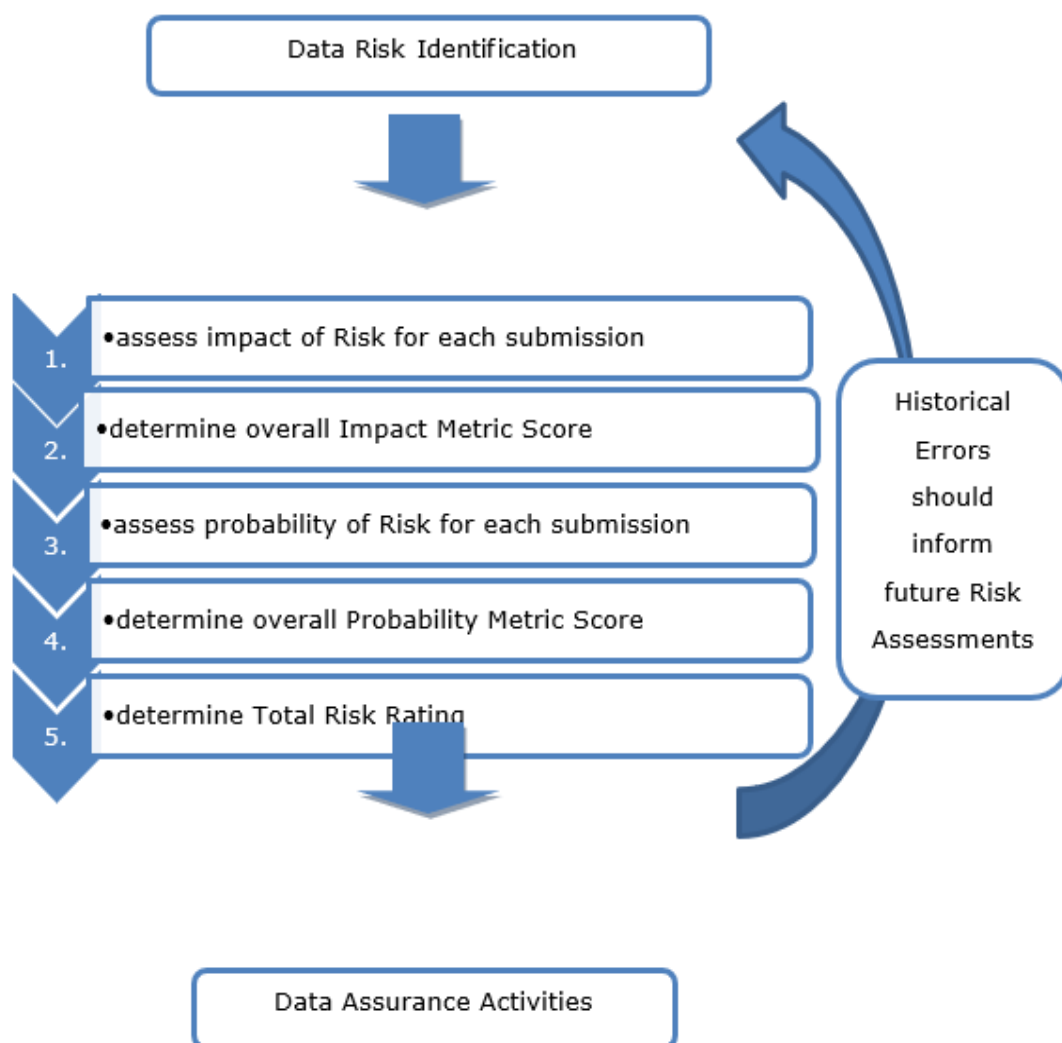 Data Risk Identification
1.
•assess impact of Risk for each submission
2.
•determine overall Impact Metric Score
3.
•assess probability of Risk for each submission
4.
•determine overall Probability Metric Score
5.
•determine Total Risk Rating
Historical
Errors
should
inform
future Risk
Assessments
Data Assurance Activities